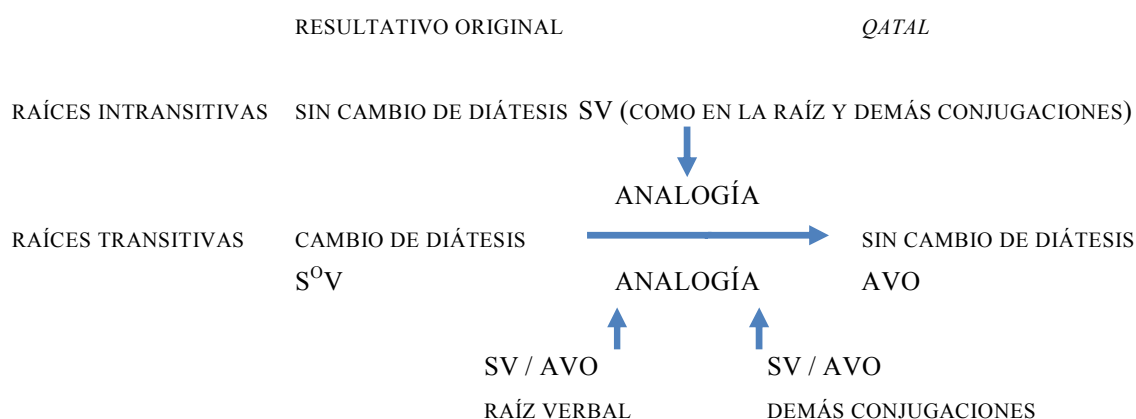 RESULTATIVO ORIGINAL QATAL
RAÍCES INTRANSITIVAS SIN CAMBIO DE DIÁTESIS SV (COMO EN LA RAÍZ Y DEMÁS CONJUGACIONES)
ANALOGÍA
RAÍCES TRANSITIVAS CAMBIO DE DIÁTESIS SIN CAMBIO DE DIÁTESIS
SᴼV ANALOGÍA AVO
SV / AVO SV / AVO
RAÍZ VERBAL DEMÁS CONJUGACIONES